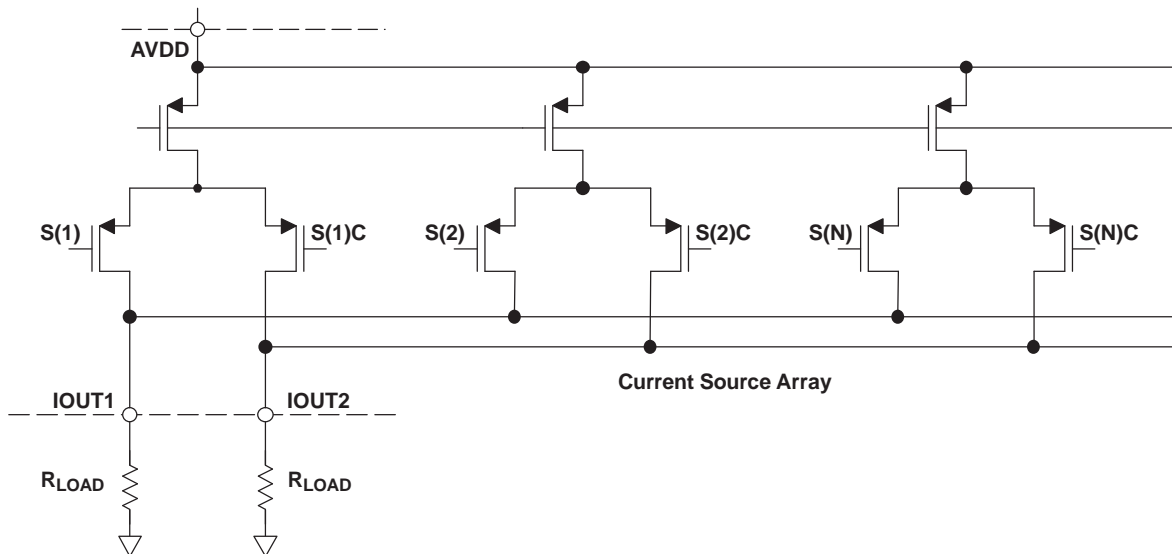 AVDD
S(1)
S(1)C
S(2)
S(2)C
S(N)
S(N)C
Current Source Array
IOUT1
IOUT2
RLOAD
RLOAD